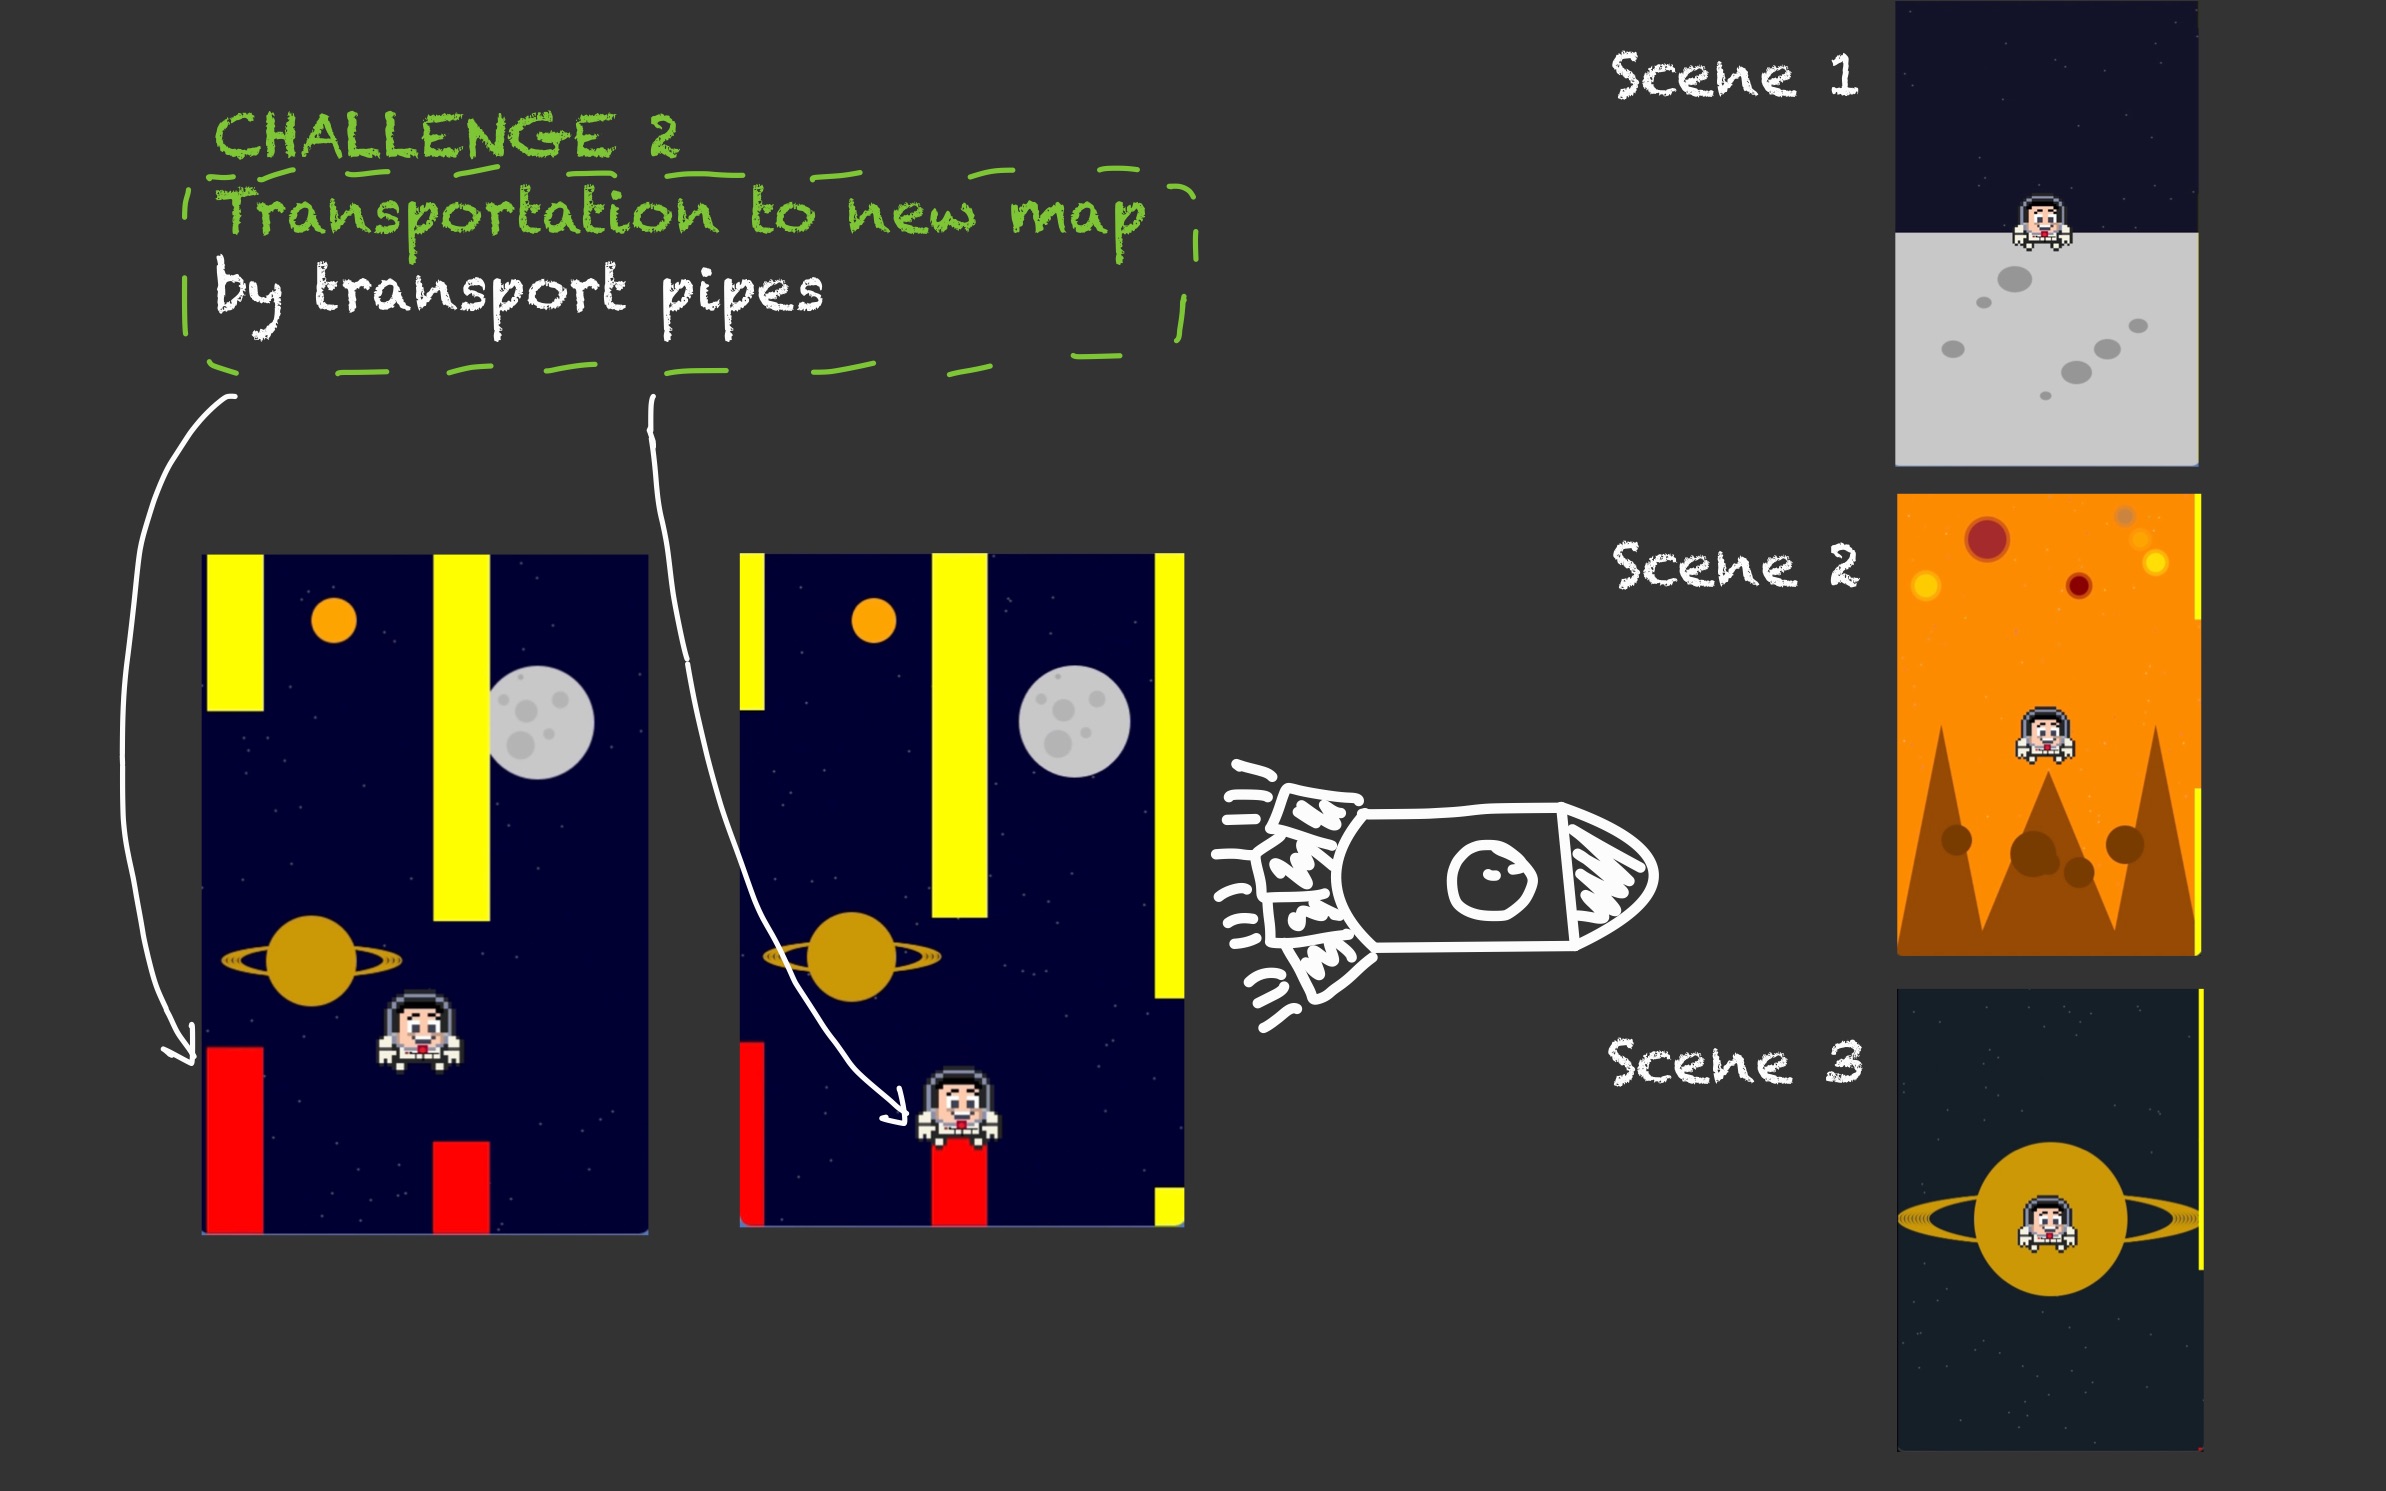 CHALLENGE 2
Transportation to new map
by transport pipes
Scene 1
Scene 2
Scene 3